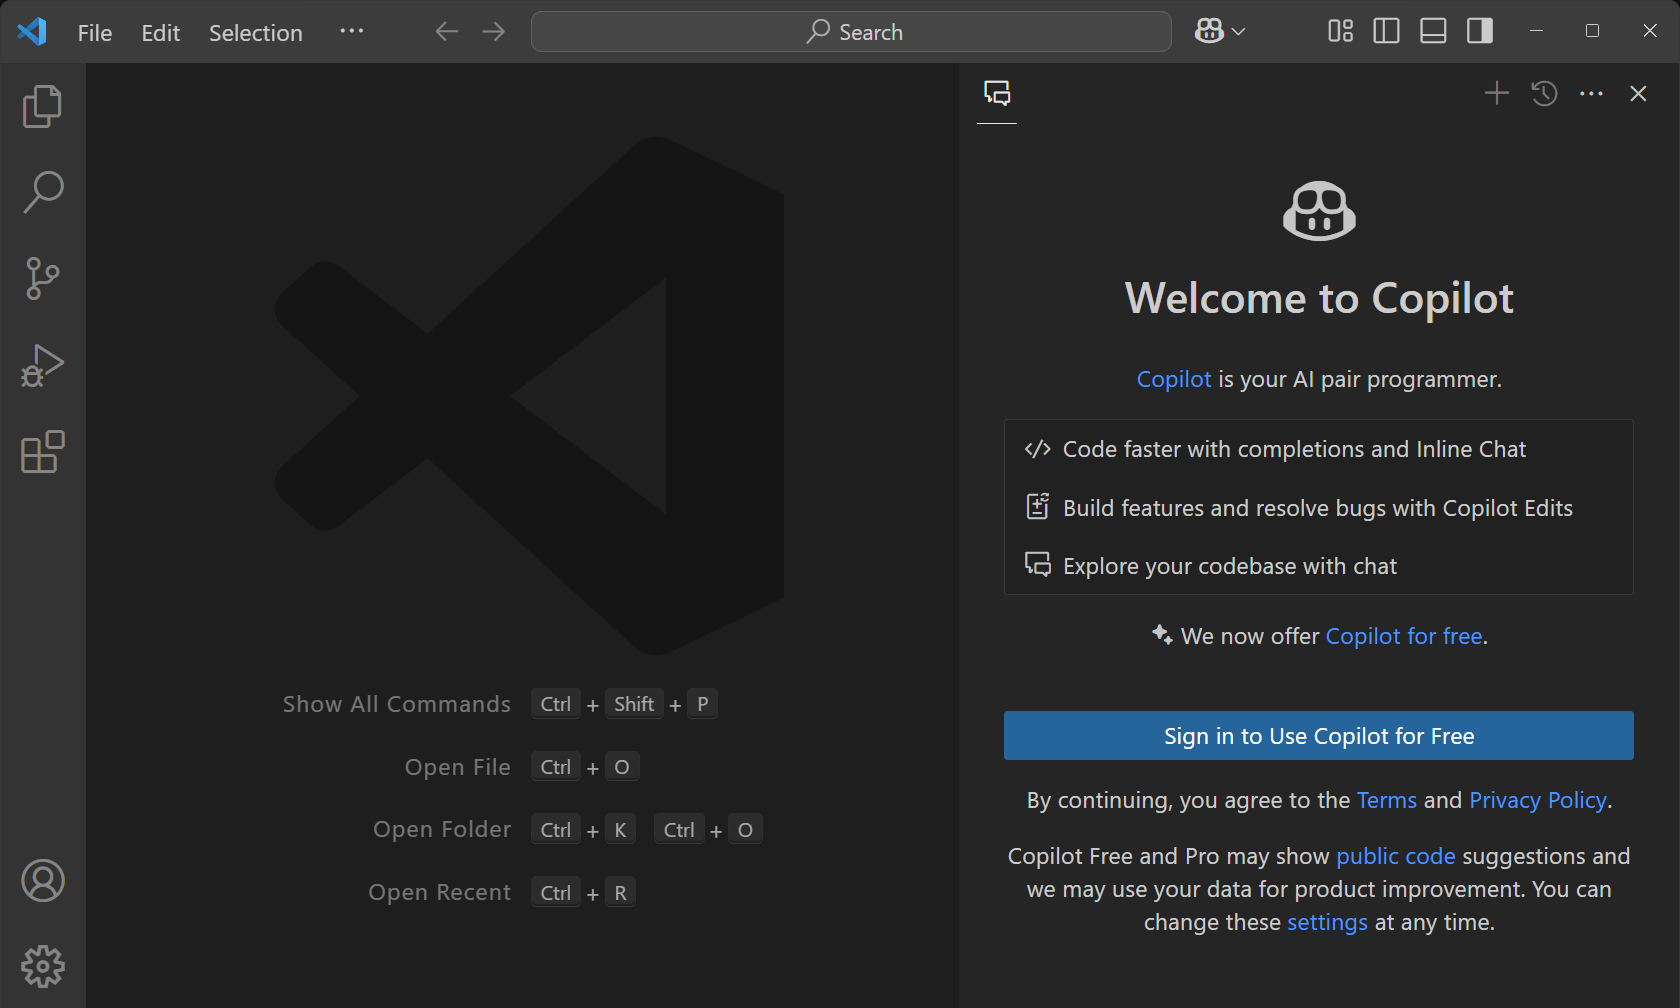 File Edit Selection ···
Search
Welcome to Copilot
Copilot is your AI pair programmer.
Code faster with completions and Inline Chat
Build features and resolve bugs with Copilot Edits
Explore your codebase with chat
We now offer Copilot for free.
Sign in to Use Copilot for Free
By continuing, you agree to the Terms and Privacy Policy.
Copilot Free and Pro may show public code suggestions and
we may use your data for product improvement. You can
change these settings at any time.
Show All Commands Ctrl + Shift + P
Open File Ctrl + O
Open Folder Ctrl + K Ctrl + O
Open Recent Ctrl + R